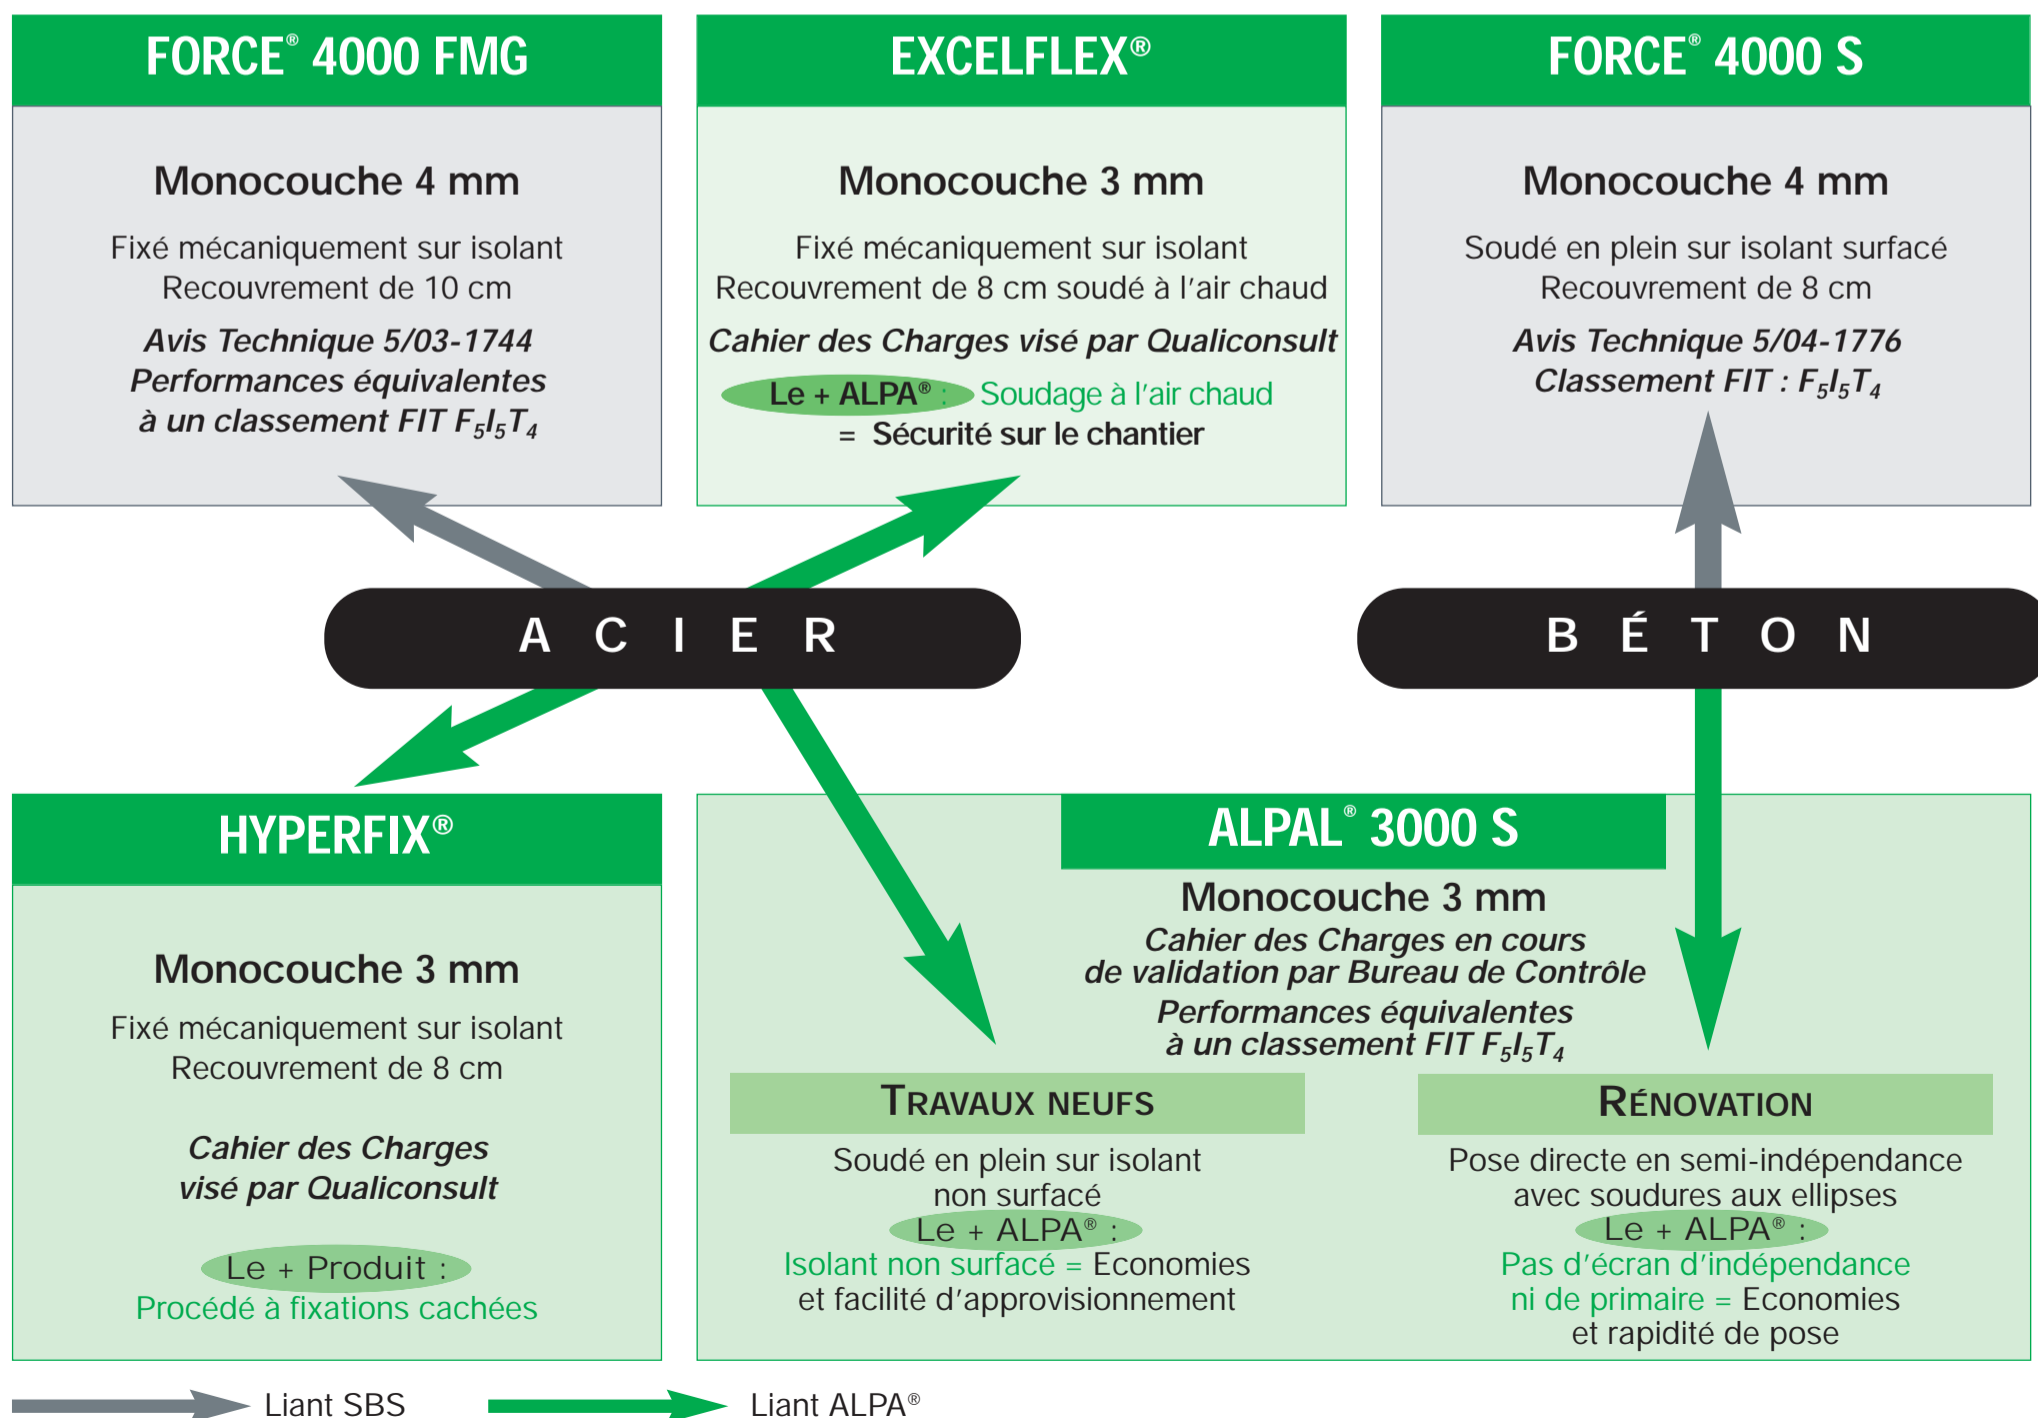 FORCE® 4000 FMG
Monocouche 4 mm
Fixé mécaniquement sur isolant
Recouvrement de 10 cm
Avis Technique 5/03-1744
Performances équivalentes
à un classement FIT F5I5T4
EXCELFLEX®
Monocouche 3 mm
Fixé mécaniquement sur isolant
Recouvrement de 8 cm soudé à l'air chaud
Cahier des Charges visé par Qualiconsult
Le + ALPA® : Soudage à l'air chaud
= Sécurité sur le chantier
FORCE® 4000 S
Monocouche 4 mm
Soudé en plein sur isolant surfacé
Recouvrement de 8 cm
Avis Technique 5/04-1776
Classement FIT : F5I5T4
ACIER
BÉTON
HYPERFIX®
Monocouche 3 mm
Fixé mécaniquement sur isolant
Recouvrement de 8 cm
Cahier des Charges
visé par Qualiconsult
Le + Produit :
Procédé à fixations cachées
ALPAL® 3000 S
Monocouche 3 mm
Cahier des Charges en cours
de validation par Bureau de Contrôle
Performances équivalentes
à un classement FIT F5I5T4
TRAVAUX NEUFS
Soudé en plein sur isolant
non surfacé
Le + ALPA® :
Isolant non surfacé = Economies
et facilité d'approvisionnement
RÉNOVATION
Pose directe en semi-indépendance
avec soudures aux ellipses
Le + ALPA® :
Pas d'écran d'indépendance
ni de primaire = Economies
et rapidité de pose
Liant SBS
Liant ALPA®